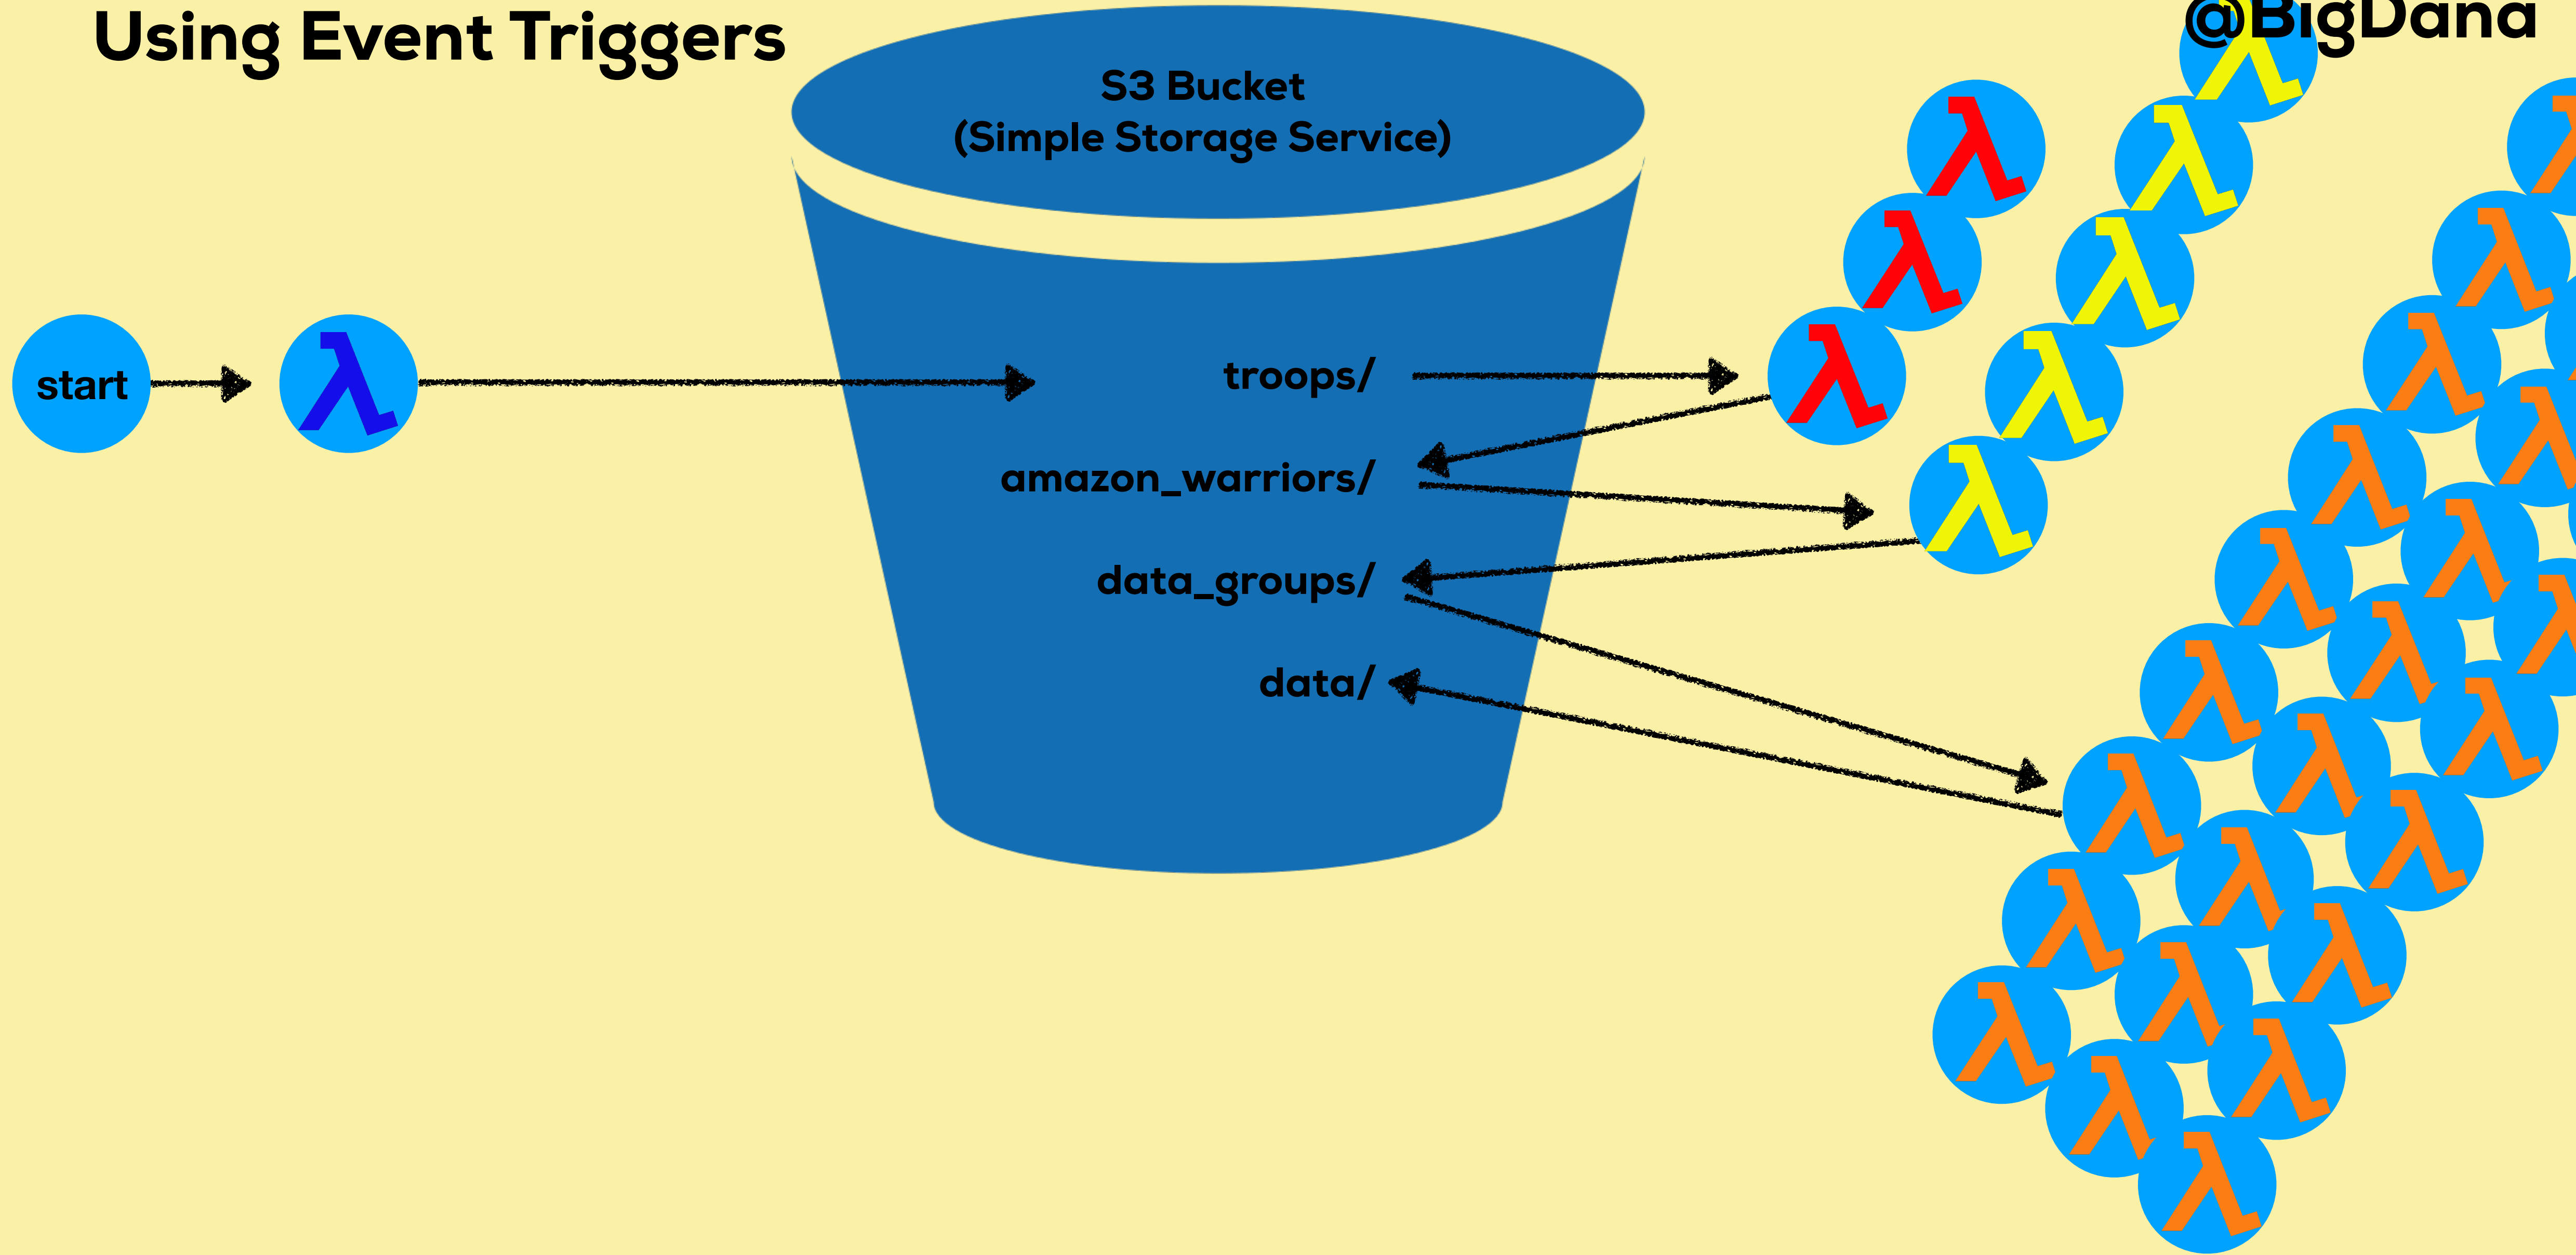 Using Event Triggers
@BigDana
S3 Bucket
(Simple Storage Service)
start
λ
troops/
amazon_warriors/
data_groups/
data/